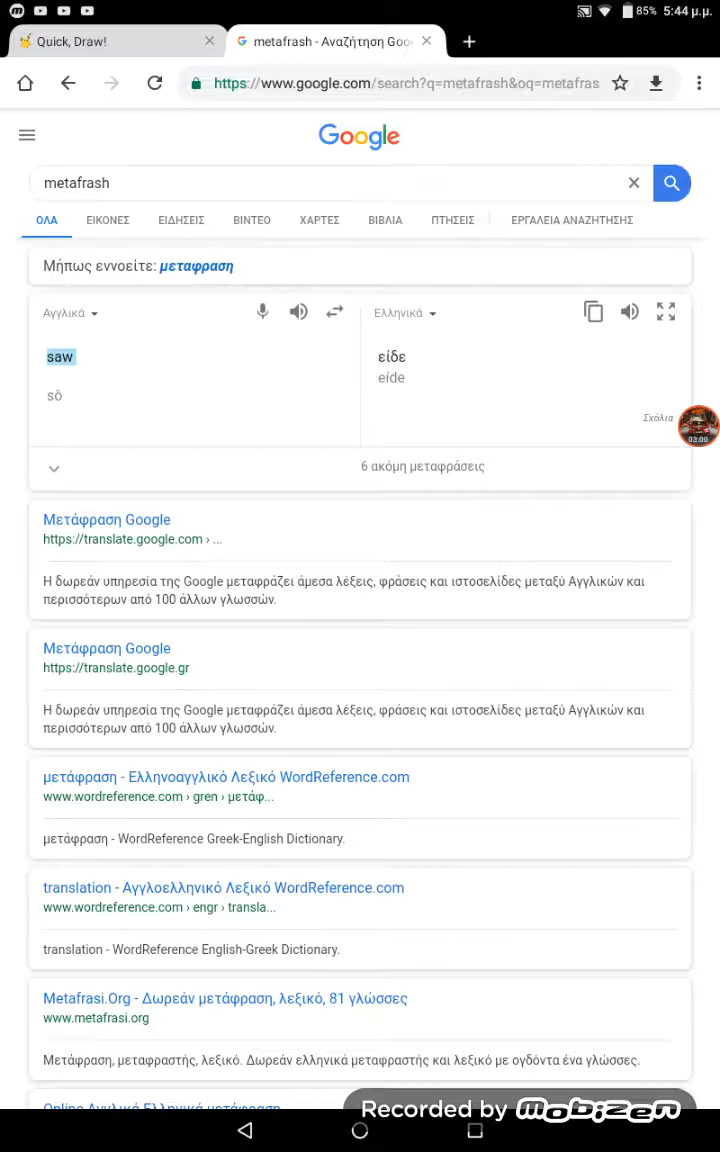 85% 5:44 μ.μ.
Quick, Draw!
metafrash - Αναζήτηση Goo
https://www.google.com/search?q=metafrash&oq=metafras
Google
metafrash
ΟΛΑ ΕΙΚΟΝΕΣ ΕΙΔΗΣΕΙΣ ΒΙΝΤΕΟ ΧΑΡΤΕΣ ΒΙΒΛΙΑ ΠΤΗΣΕΙΣ ΕΡΓΑΛΕΙΑ ΑΝΑΖΗΤΗΣΗΣ
Μήπως εννοείτε: μεταφραση
Αγγλικά Ελληνικά
saw είδε
sô eíde
Σχόλια
03:00
6 ακόμη μεταφράσεις
Μετάφραση Google
https://translate.google.com › ...
Η δωρεάν υπηρεσία της Google μεταφράζει άμεσα λέξεις, φράσεις και ιστοσελίδες μεταξύ Αγγλικών και
περισσότερων από 100 άλλων γλωσσών.
Μετάφραση Google
https://translate.google.gr
Η δωρεάν υπηρεσία της Google μεταφράζει άμεσα λέξεις, φράσεις και ιστοσελίδες μεταξύ Αγγλικών και
περισσότερων από 100 άλλων γλωσσών.
μετάφραση - Ελληνοαγγλικό Λεξικό WordReference.com
www.wordreference.com › gren › μετάφ...
μετάφραση - WordReference Greek-English Dictionary.
translation - Αγγλοελληνικό Λεξικό WordReference.com
www.wordreference.com › engr › transla...
translation - WordReference English-Greek Dictionary.
Metafrasi.Org - Δωρεάν μετάφραση, λεξικό, 81 γλώσσες
www.metafrasi.org
Μετάφραση, μεταφραστής, λεξικό. Δωρεάν ελληνικά μεταφραστής και λεξικό με ογδόντα ένα γλώσσες.
Online Αγγλικά Ελληνικά μετάφραση
Recorded by mobizen